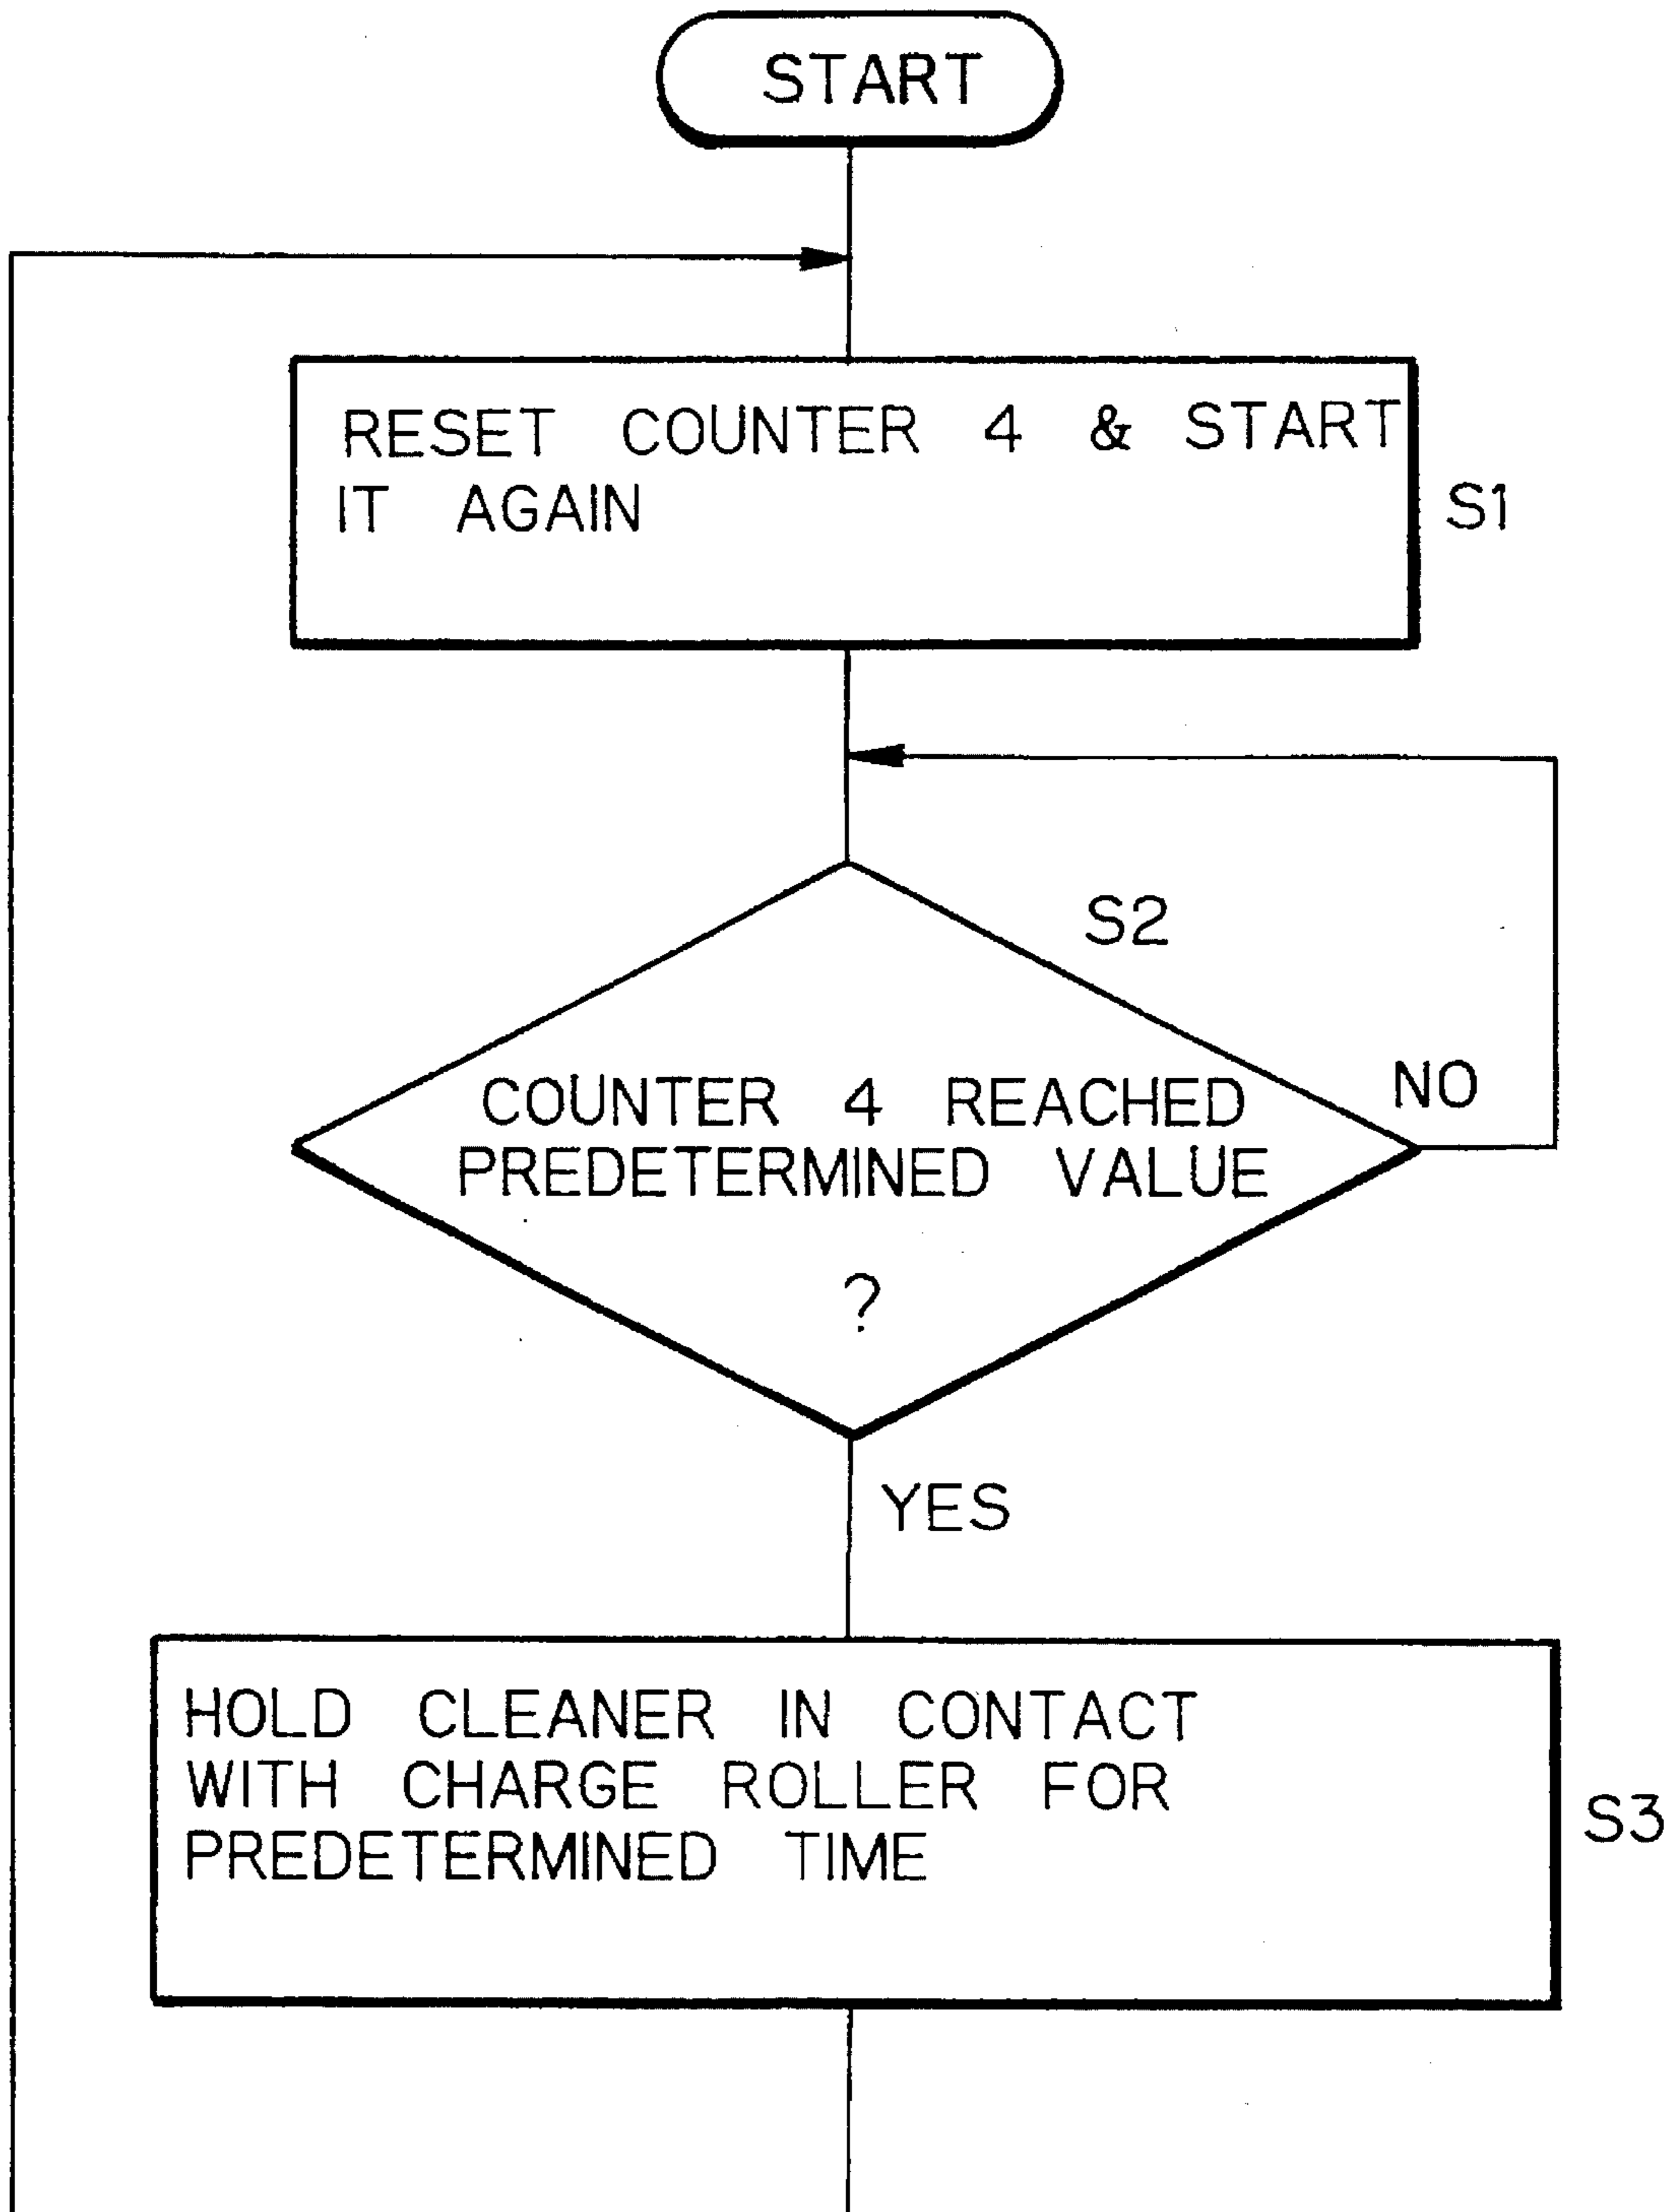 START
RESET COUNTER 4 & START
IT AGAIN
S1
S2
COUNTER 4 REACHED
PREDETERMINED VALUE
?
NO
YES
HOLD CLEANER IN CONTACT
WITH CHARGE ROLLER FOR
PREDETERMINED TIME
S3